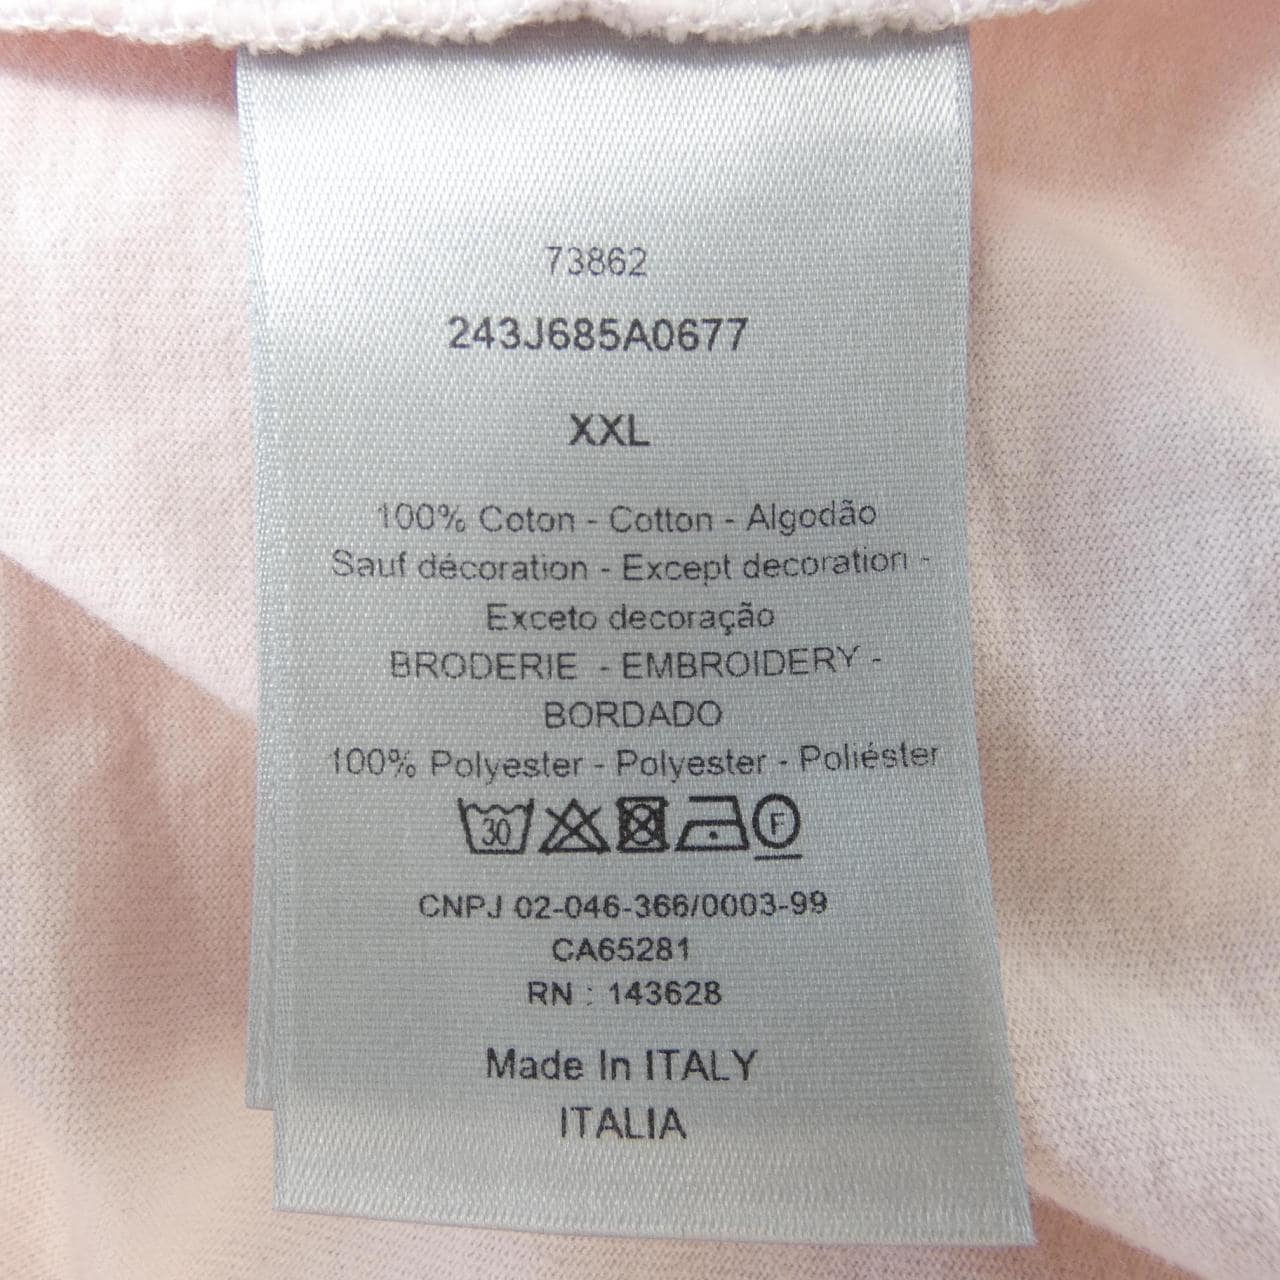 73862
243J685A0677
XXL
100% Coton - Cotton - Algodão
Sauf décoration - Except decoration -
Exceto decoração
BRODERIE - EMBROIDERY -
BORDADO
100% Polyester - Polyester - Poliéster
30 F
CNPJ 02-046-366/0003-99
CA65281
RN : 143628
Made In ITALY
ITALIA